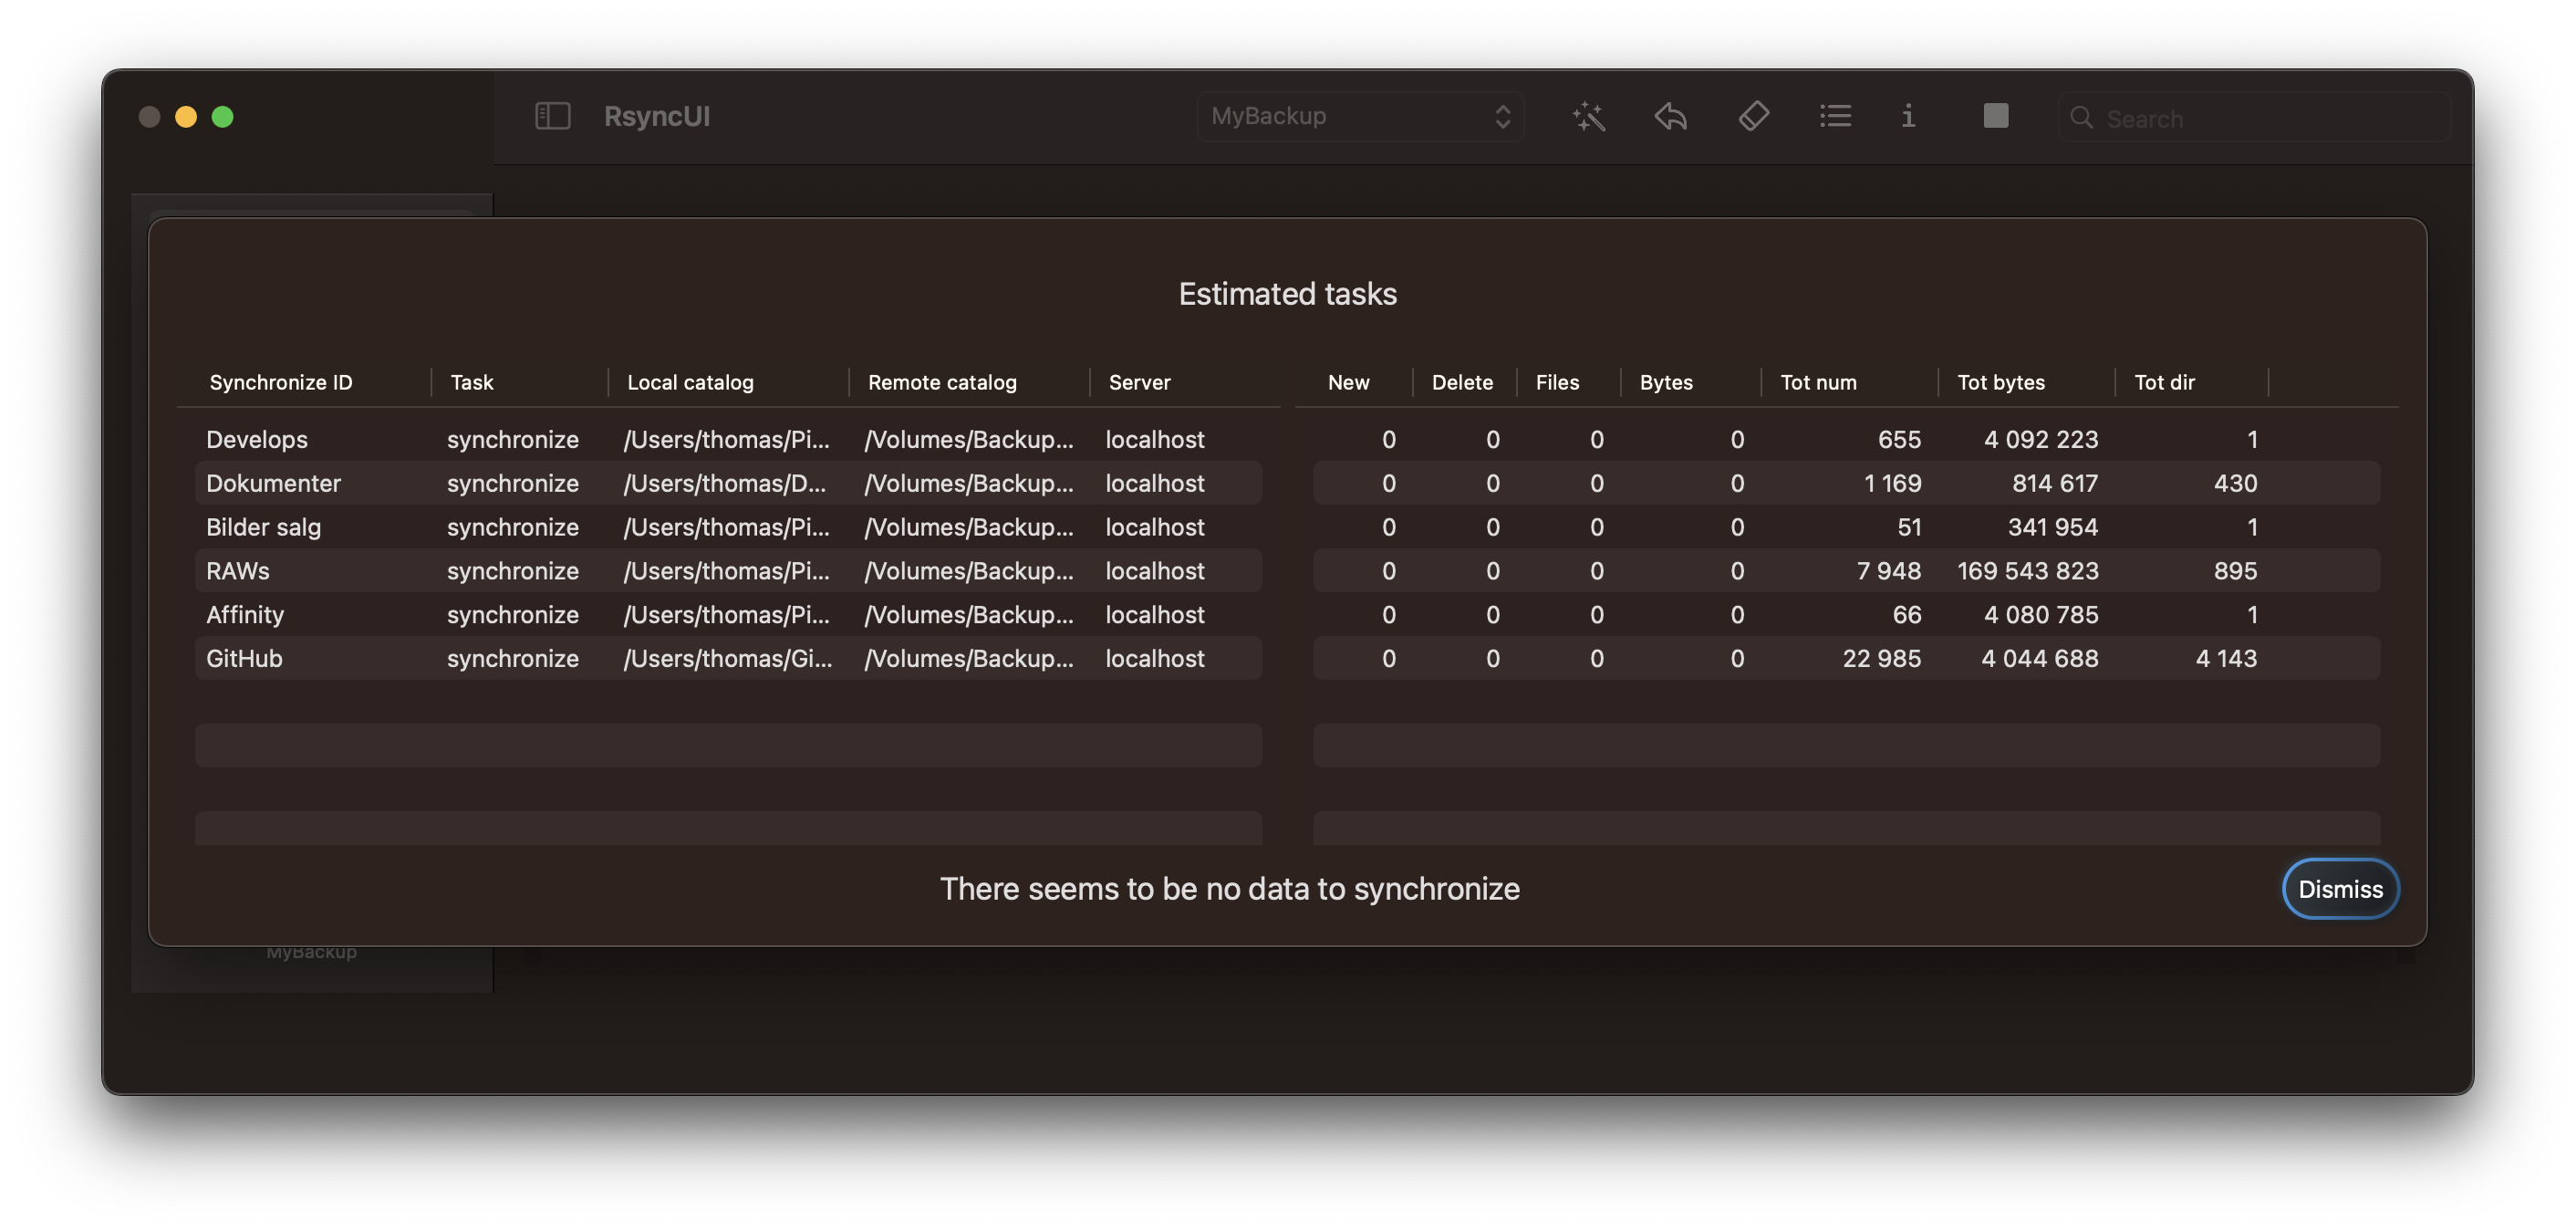 RsyncUI MyBackup Search
Estimated tasks
Synchronize ID Task Local catalog Remote catalog Server New Delete Files Bytes Tot num Tot bytes Tot dir
Develops synchronize /Users/thomas/Pi... /Volumes/Backup... localhost 0 0 0 0 655 4 092 223 1
Dokumenter synchronize /Users/thomas/D... /Volumes/Backup... localhost 0 0 0 0 1 169 814 617 430
Bilder salg synchronize /Users/thomas/Pi... /Volumes/Backup... localhost 0 0 0 0 51 341 954 1
RAWs synchronize /Users/thomas/Pi... /Volumes/Backup... localhost 0 0 0 0 7 948 169 543 823 895
Affinity synchronize /Users/thomas/Pi... /Volumes/Backup... localhost 0 0 0 0 66 4 080 785 1
GitHub synchronize /Users/thomas/Gi... /Volumes/Backup... localhost 0 0 0 0 22 985 4 044 688 4 143
There seems to be no data to synchronize Dismiss
MyBackup